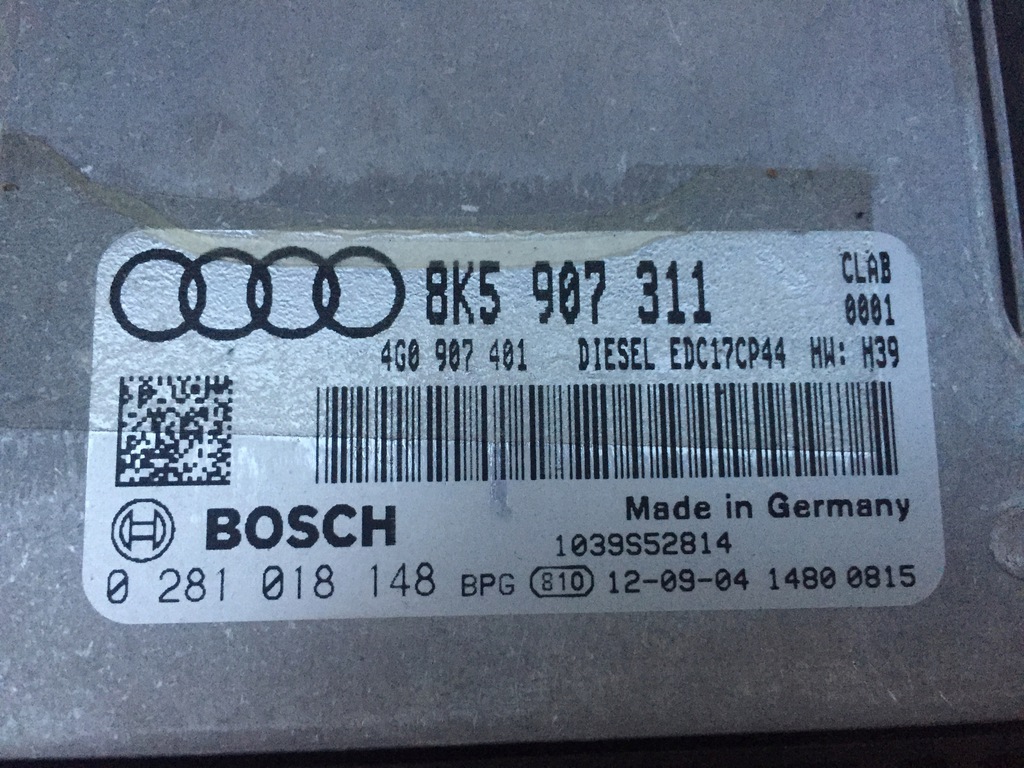 8K5 907 311 CLAB
0001
4G0 907 401 DIESEL EDC17CP44 HW: H39
BOSCH Made in Germany
1039S52814
0 281 018 148 BPG 810 12-09-04 1480 0815